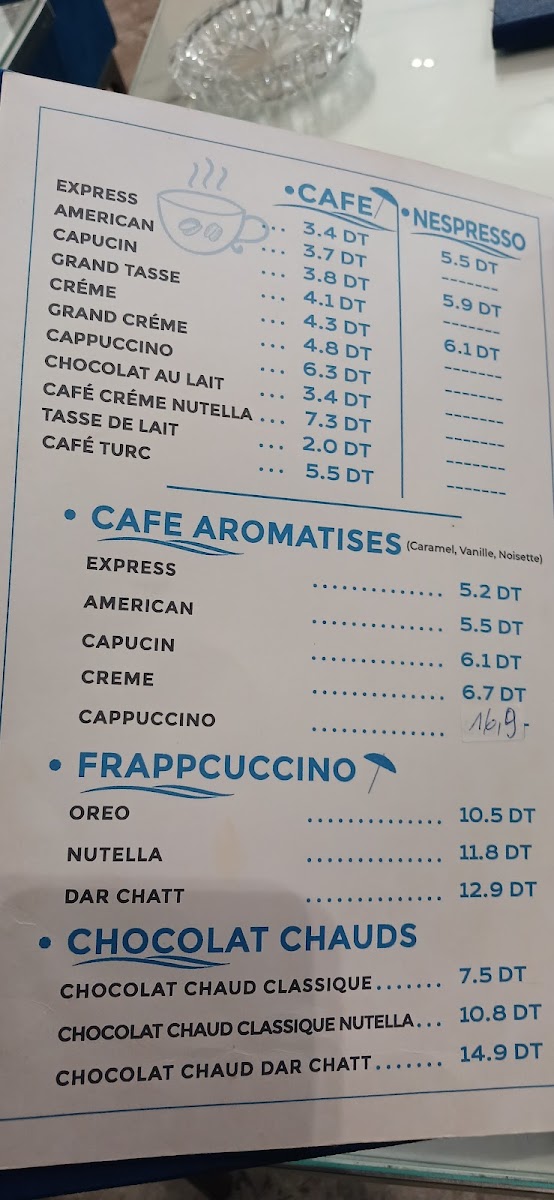 • CAFE • NESPRESSO
EXPRESS ... 3.4 DT 5.5 DT
AMERICAN ... 3.7 DT -------
CAPUCIN ... 3.8 DT 5.9 DT
GRAND TASSE ... 4.1 DT -------
CRÉME ... 4.3 DT 6.1 DT
GRAND CRÉME ... 4.8 DT -------
CAPPUCCINO ... 6.3 DT -------
CHOCOLAT AU LAIT ... 3.4 DT -------
CAFÉ CRÉME NUTELLA ... 7.3 DT -------
TASSE DE LAIT ... 2.0 DT -------
CAFÉ TURC ... 5.5 DT -------
• CAFE AROMATISES (Caramel, Vanille, Noisette)
EXPRESS .............. 5.2 DT
AMERICAN .............. 5.5 DT
CAPUCIN .............. 6.1 DT
CREME .............. 6.7 DT
CAPPUCCINO .............. 16,9-
• FRAPPCUCCINO
OREO .............. 10.5 DT
NUTELLA .............. 11.8 DT
DAR CHATT .............. 12.9 DT
• CHOCOLAT CHAUDS
CHOCOLAT CHAUD CLASSIQUE....... 7.5 DT
CHOCOLAT CHAUD CLASSIQUE NUTELLA... 10.8 DT
CHOCOLAT CHAUD DAR CHATT....... 14.9 DT